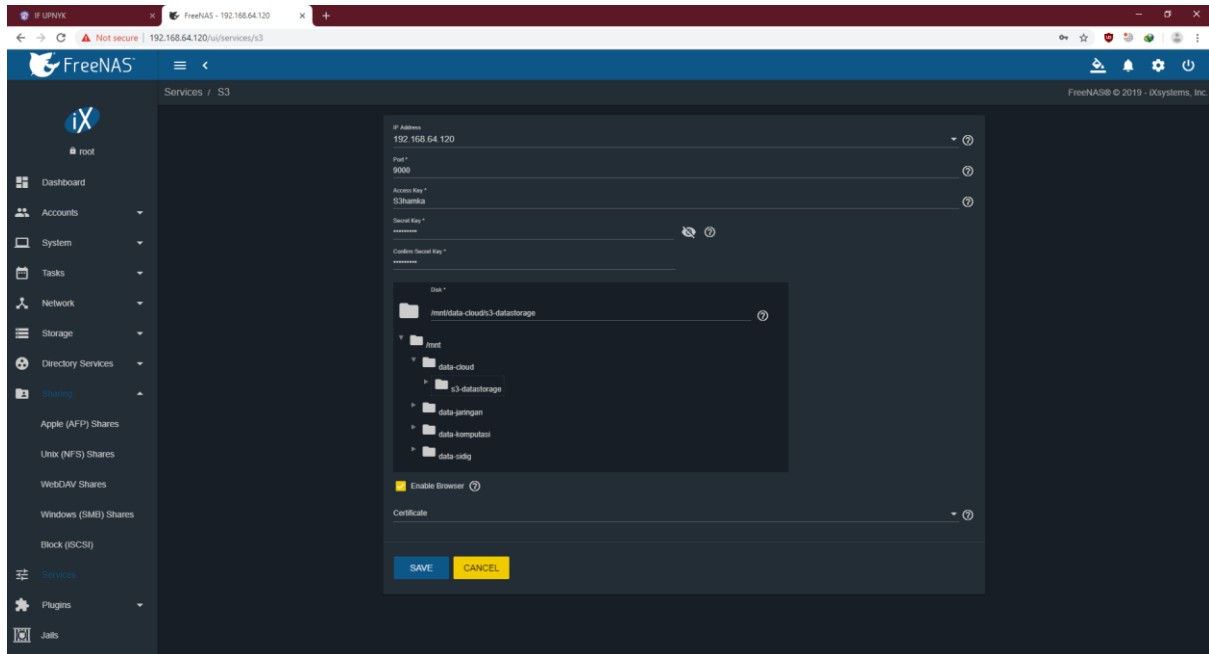 IF UPNYK
FreeNAS - 192.168.64.120
Not secure
192.168.64.120/ui/services/s3
FreeNAS
Services / S3
FreeNAS® © 2019 - iXsystems, Inc.
iX
root
Dashboard
Accounts
System
Tasks
Network
Storage
Directory Services
Sharing
Apple (AFP) Shares
Unix (NFS) Shares
WebDAV Shares
Windows (SMB) Shares
Block (iSCSI)
Services
Plugins
Jails
IP Address
192.168.64.120
Port *
9000
Access Key *
S3hamka
Secret Key *
Confirm Secret Key *
Disk *
/mnt/data-cloud/s3-datastorage
/mnt
data-cloud
s3-datastorage
data-jaringan
data-komputasi
data-sidig
Enable Browser
Certificate
SAVE
CANCEL